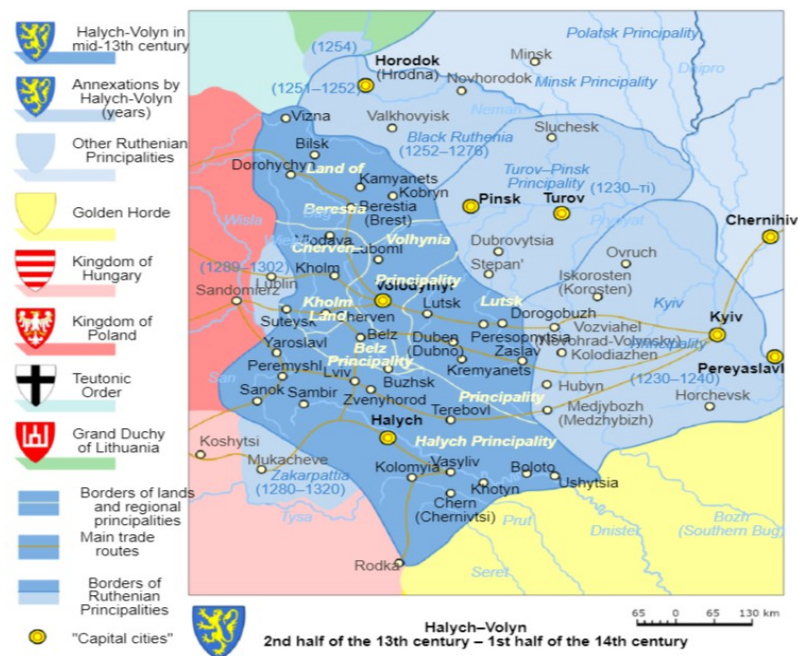 Halych-Volyn in
mid-13th century
Annexations by
Halych-Volyn
(years)
Other Ruthenian
Principalities
Golden Horde
Kingdom of
Hungary
Kingdom of
Poland
Teutonic
Order
Grand Duchy
of Lithuania
Borders of lands
and regional
principalities
Main trade
routes
Borders of
Ruthenian
Principalities
"Capital cities"
(1254)
Polatsk Principality
Minsk
Horodok
(Hrodna)
Dnipro
(1251–1252)
Novhorodok
Minsk Principality
Neman
Vizna
Valkhovyisk
Sluchesk
Black Ruthenia
(1252–1276)
Bilsk
Dorohychyn
Land of
Turov–Pinsk
Principality
(1230–ті)
Kamyanets
Kobryn
Berestia
Berestia
(Brest)
Pinsk
Turov
Wisla
Prypyat
Chernihiv
Vlodava
Cherven–
Lubomi
Volhynia
Dubrovytsia
Ovruch
Stepan'
(1289–1302)
Kholm
Lublin
Principality
Iskorosten
(Korosten)
Sandomierz
Volodymyr
Kholm
Land
Lutsk
Lutsk
Kyiv
Suteysk
Cherven
Dorogobuzh
Peresopnytsia
Vozviahel
(Novohrad-Volynsky)
Kyiv
Principality
Belz
Belz
Principality
Duben
(Dubno)
Zaslav
Kolodiazhen
Yaroslavl
Peremyshl
Lviv
Kremyanets
Pereyaslavl
San
Sanok
Sambir
Buzhsk
Zvenyhorod
Principality
Hubyn
(1230–1240)
Terebovl
Medjybozh
(Medzhybizh)
Horchevsk
Halych
Halych Principality
Koshytsi
Mukacheve
Zakarpattia
(1280–1320)
Kolomyia
Vasyliv
Boloto
Ushytsia
Khotyn
Chern
(Chernivtsi)
Tysa
Prut
Dnister
Bozh
(Southern Bug)
Rodka
Seret
65 0 65 130 km
Halych–Volyn
2nd half of the 13th century – 1st half of the 14th century